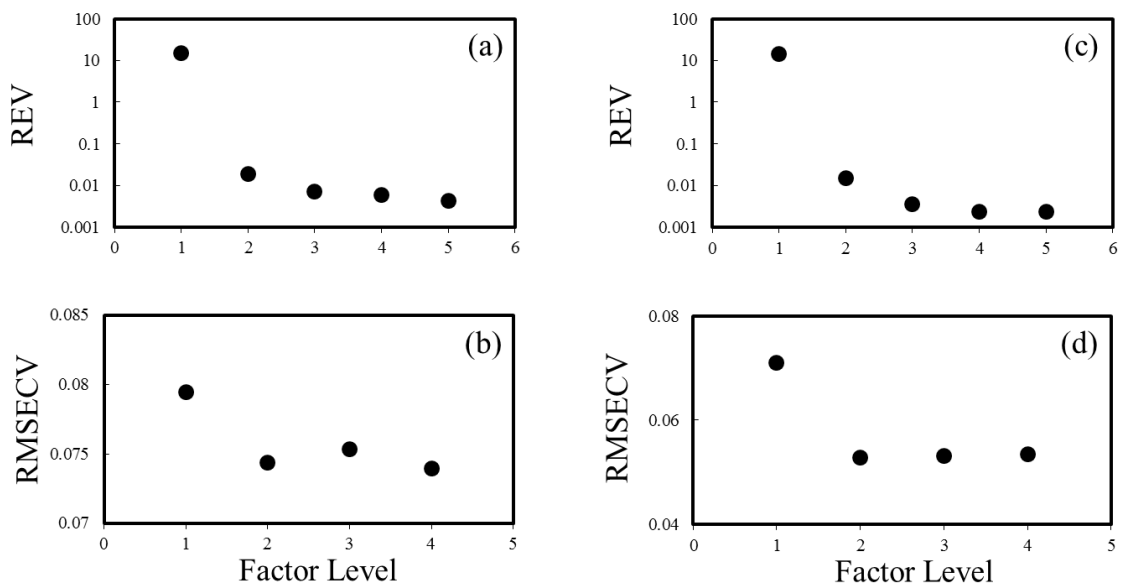 100
10
1
0.1
0.01
0.001
REV
(a)
0 1 2 3 4 5 6
100
10
1
0.1
0.01
0.001
REV
(c)
0 1 2 3 4 5 6
0.085
0.08
0.075
0.07
RMSECV
(b)
0 1 2 3 4 5
Factor Level
0.08
0.06
0.04
RMSECV
(d)
0 1 2 3 4 5
Factor Level